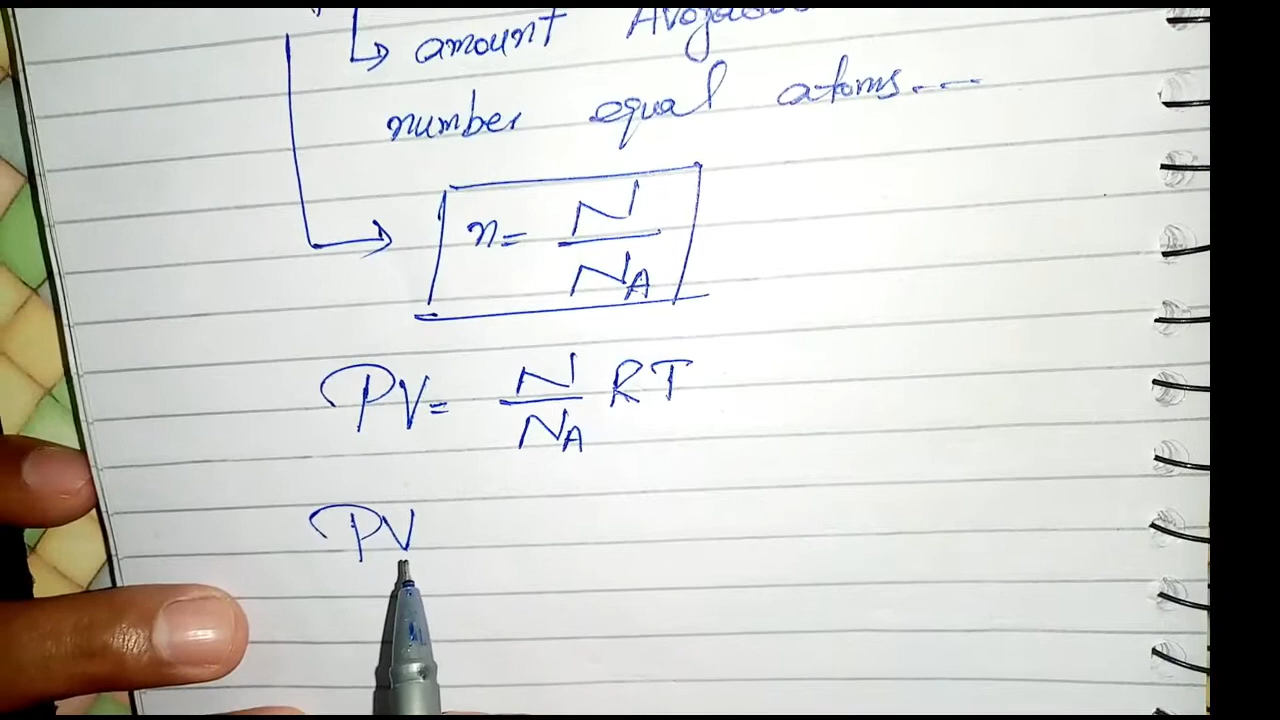 amount
number equal atoms...
n = N/N_A
PV = N/N_A RT
PV